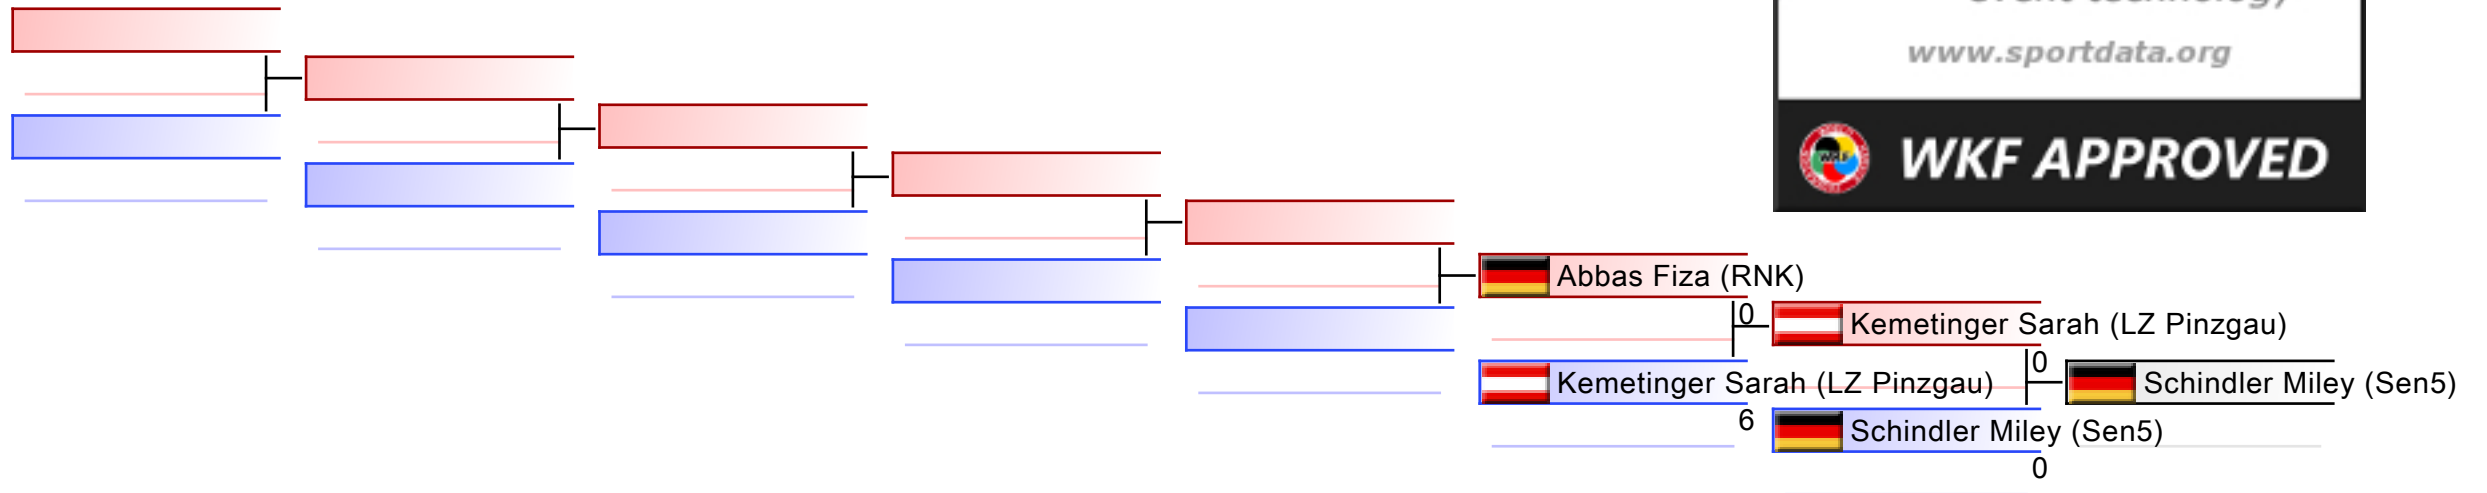 www.sportdata.org
WKF APPROVED
Abbas Fiza (RNK)
0
Kemetinger Sarah (LZ Pinzgau)
0
Kemetinger Sarah (LZ Pinzgau)
Schindler Miley (Sen5)
6
Schindler Miley (Sen5)
0